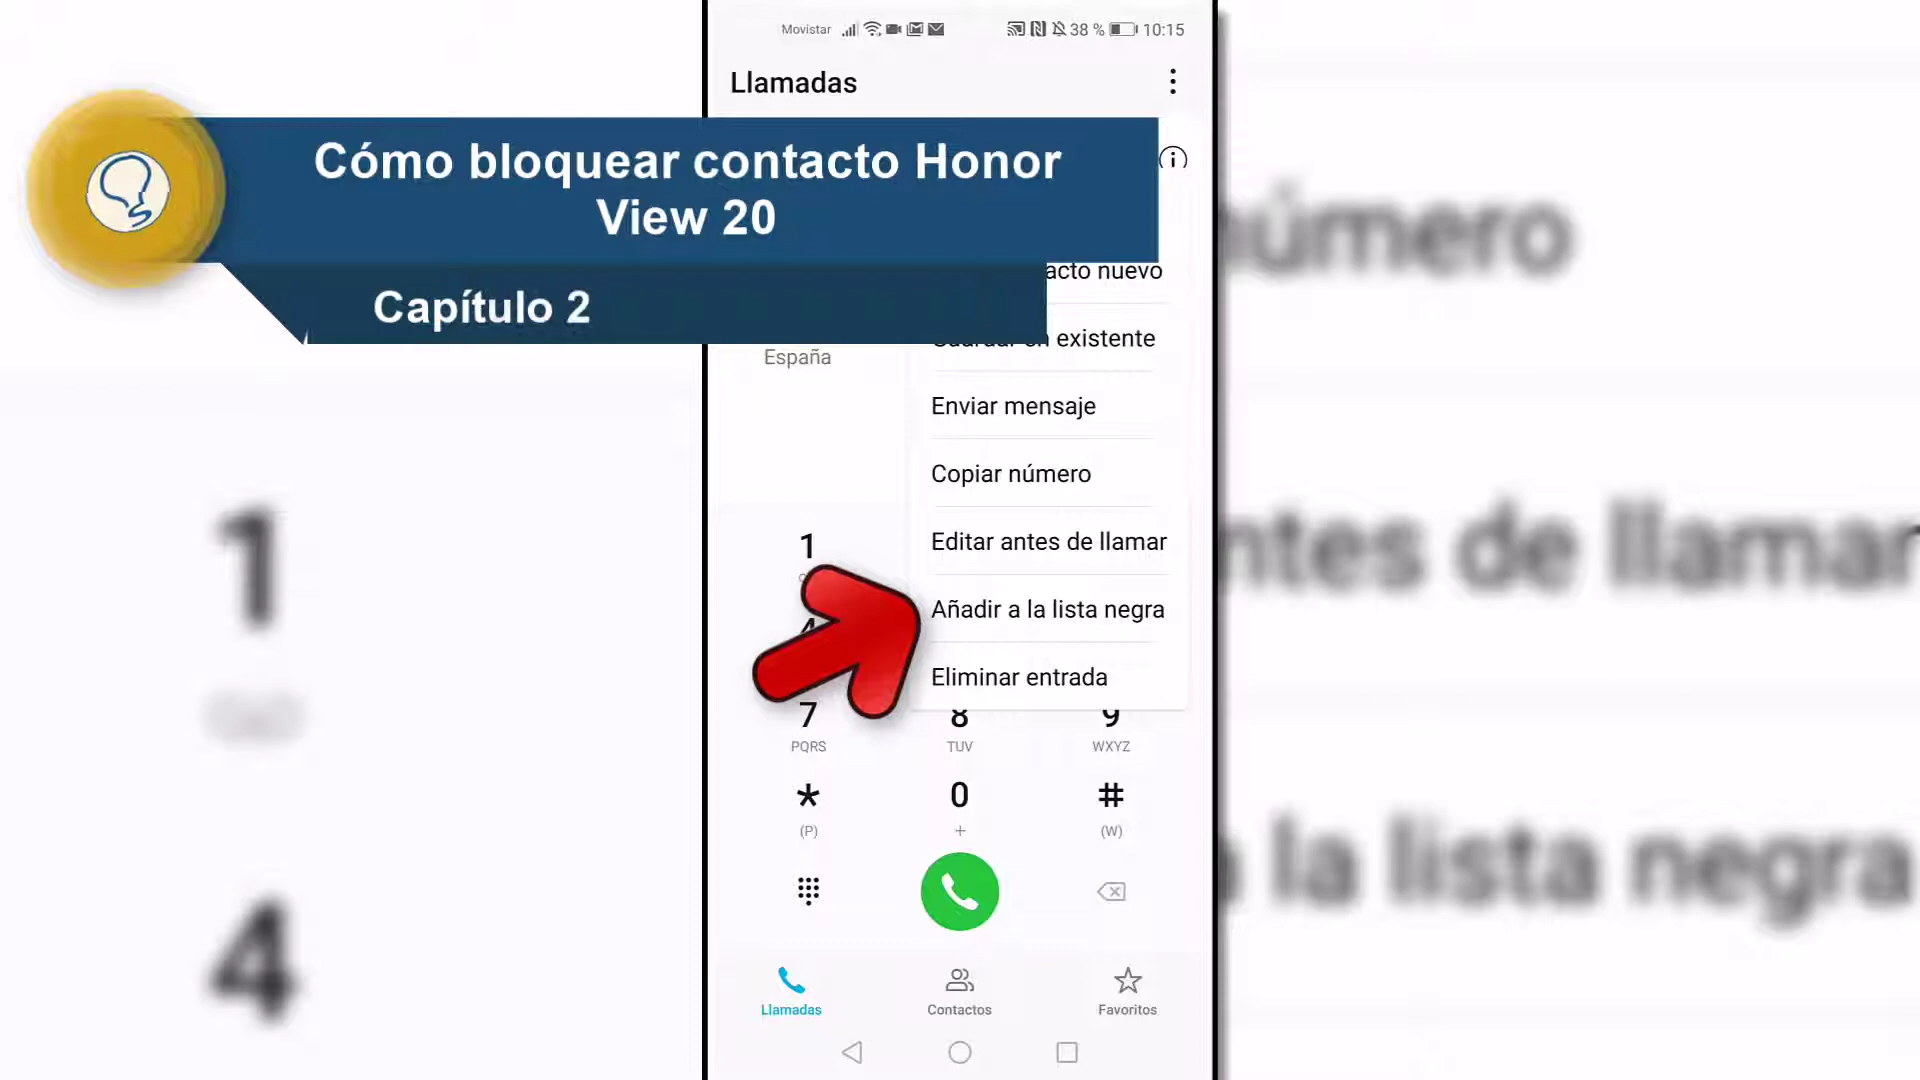 Movistar
38 %
10:15
Llamadas
Cómo bloquear contacto Honor
View 20
Capítulo 2
acto nuevo
existente
España
Enviar mensaje
Copiar número
Editar antes de llamar
Añadir a la lista negra
Eliminar entrada
1
4
7
8
9
PQRS
TUV
WXYZ
*
0
#
(P)
+
(W)
Llamadas
Contactos
Favoritos
número
ntes de llamar
la lista negra
1
4